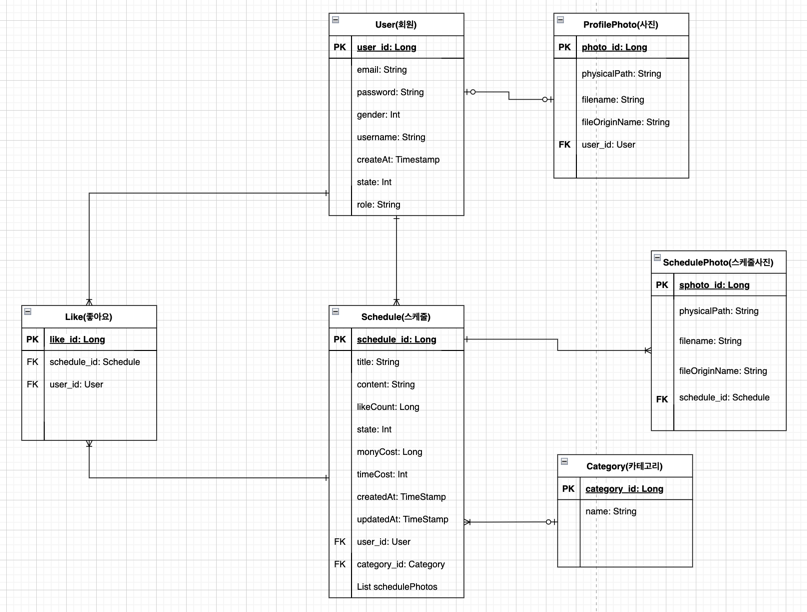 User(회원)
PK user_id: Long
email: String
password: String
gender: Int
username: String
createAt: Timestamp
state: Int
role: String
ProfilePhoto(사진)
PK photo_id: Long
physicalPath: String
filename: String
fileOriginName: String
FK user_id: User
SchedulePhoto(스케줄사진)
PK sphoto_id: Long
physicalPath: String
filename: String
fileOriginName: String
FK schedule_id: Schedule
Like(좋아요)
PK like_id: Long
FK schedule_id: Schedule
FK user_id: User
Schedule(스케줄)
PK schedule_id: Long
title: String
content: String
likeCount: Long
state: Int
monyCost: Long
timeCost: Int
createdAt: TimeStamp
updatedAt: TimeStamp
FK user_id: User
FK category_id: Category
List schedulePhotos
Category(카테고리)
PK category_id: Long
name: String